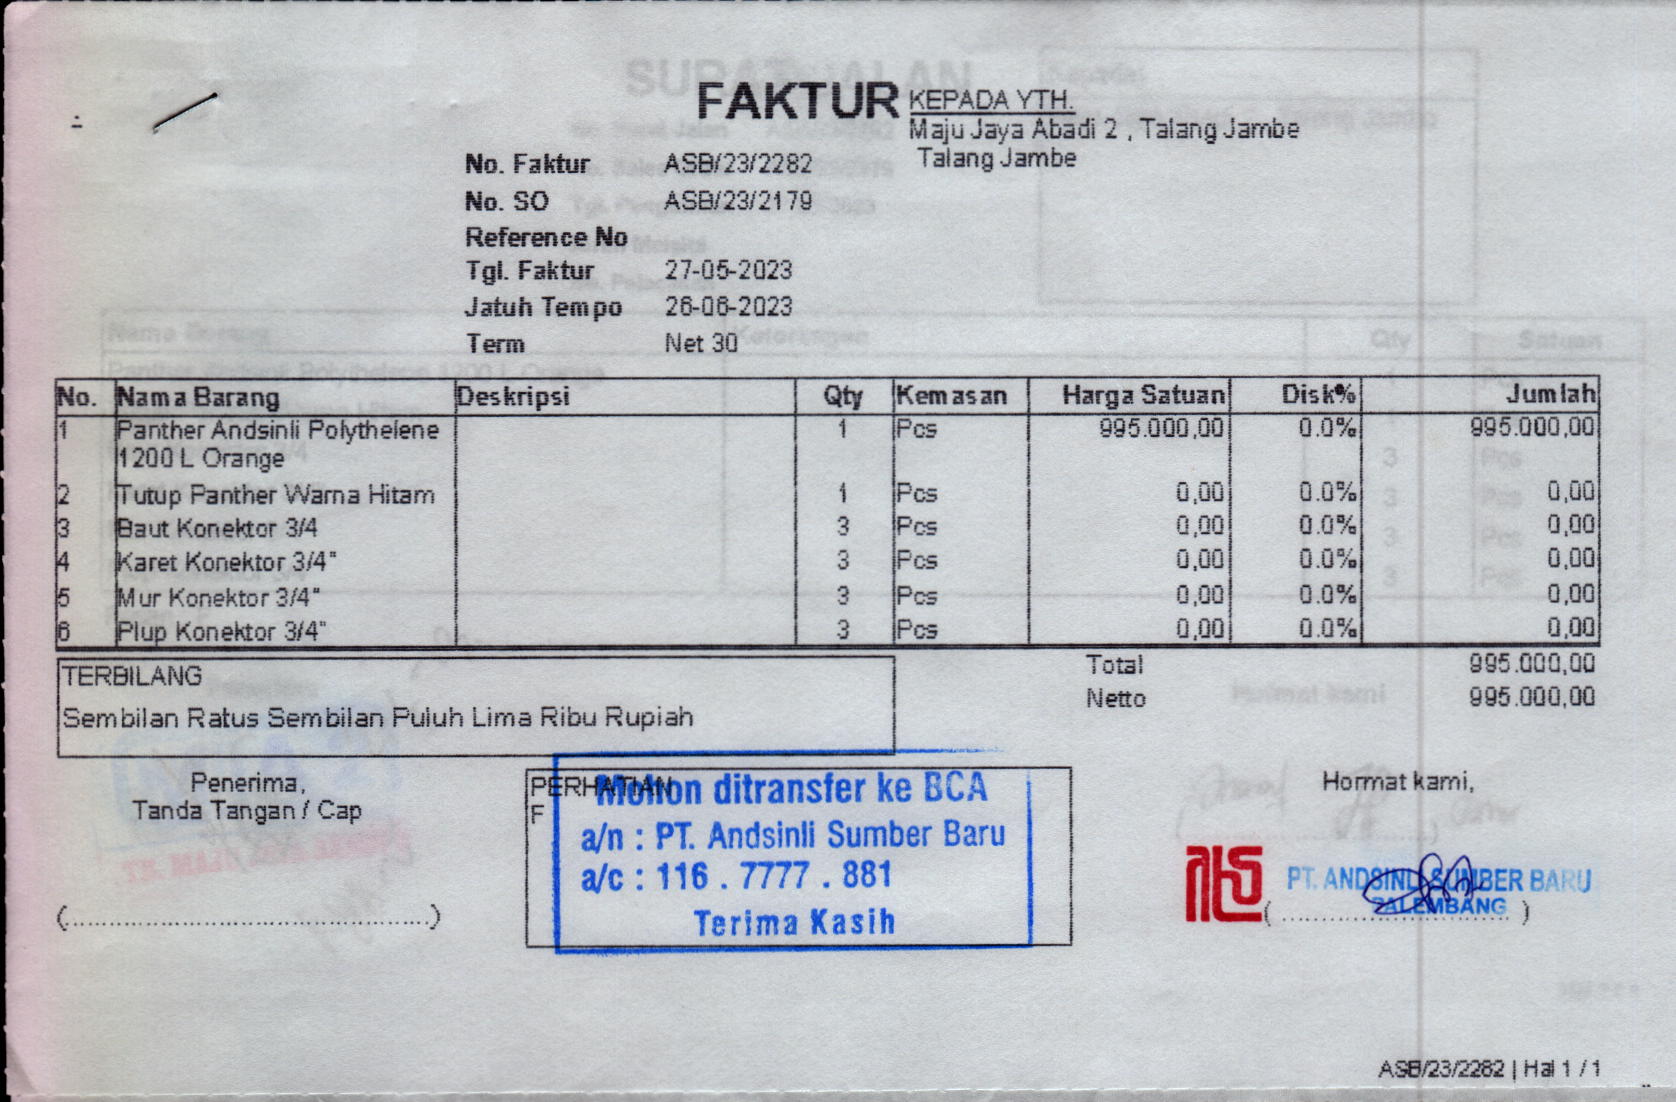 FAKTUR
KEPADA YTH.
Maju Jaya Abadi 2 , Talang Jambe
Talang Jambe
No. Faktur ASB/23/2282
No. SO ASB/23/2179
Reference No
Tgl. Faktur 27-05-2023
Jatuh Tempo 26-06-2023
Term Net 30
No. Nama Barang Deskripsi Qty Kemasan Harga Satuan Disk% Jumlah
1 Panther Andsinli Polythelene 1 Pcs 995.000,00 0.0% 995.000,00
1200 L Orange
2 Tutup Panther Warna Hitam 1 Pcs 0,00 0.0% 0,00
3 Baut Konektor 3/4 3 Pcs 0,00 0.0% 0,00
4 Karet Konektor 3/4" 3 Pcs 0,00 0.0% 0,00
5 Mur Konektor 3/4" 3 Pcs 0,00 0.0% 0,00
6 Plup Konektor 3/4" 3 Pcs 0,00 0.0% 0,00
TERBILANG
Sembilan Ratus Sembilan Puluh Lima Ribu Rupiah
Total 995.000,00
Netto 995.000,00
Penerima,
Tanda Tangan / Cap
(........................................)
PERHATIAN
F
Mohon ditransfer ke BCA
a/n : PT. Andsinli Sumber Baru
a/c : 116 . 7777 . 881
Terima Kasih
Hormat kami,
PT. ANDSINLI SUMBER BARU
PALEMBANG
(........................................)
ASB/23/2282 | Hal 1 / 1